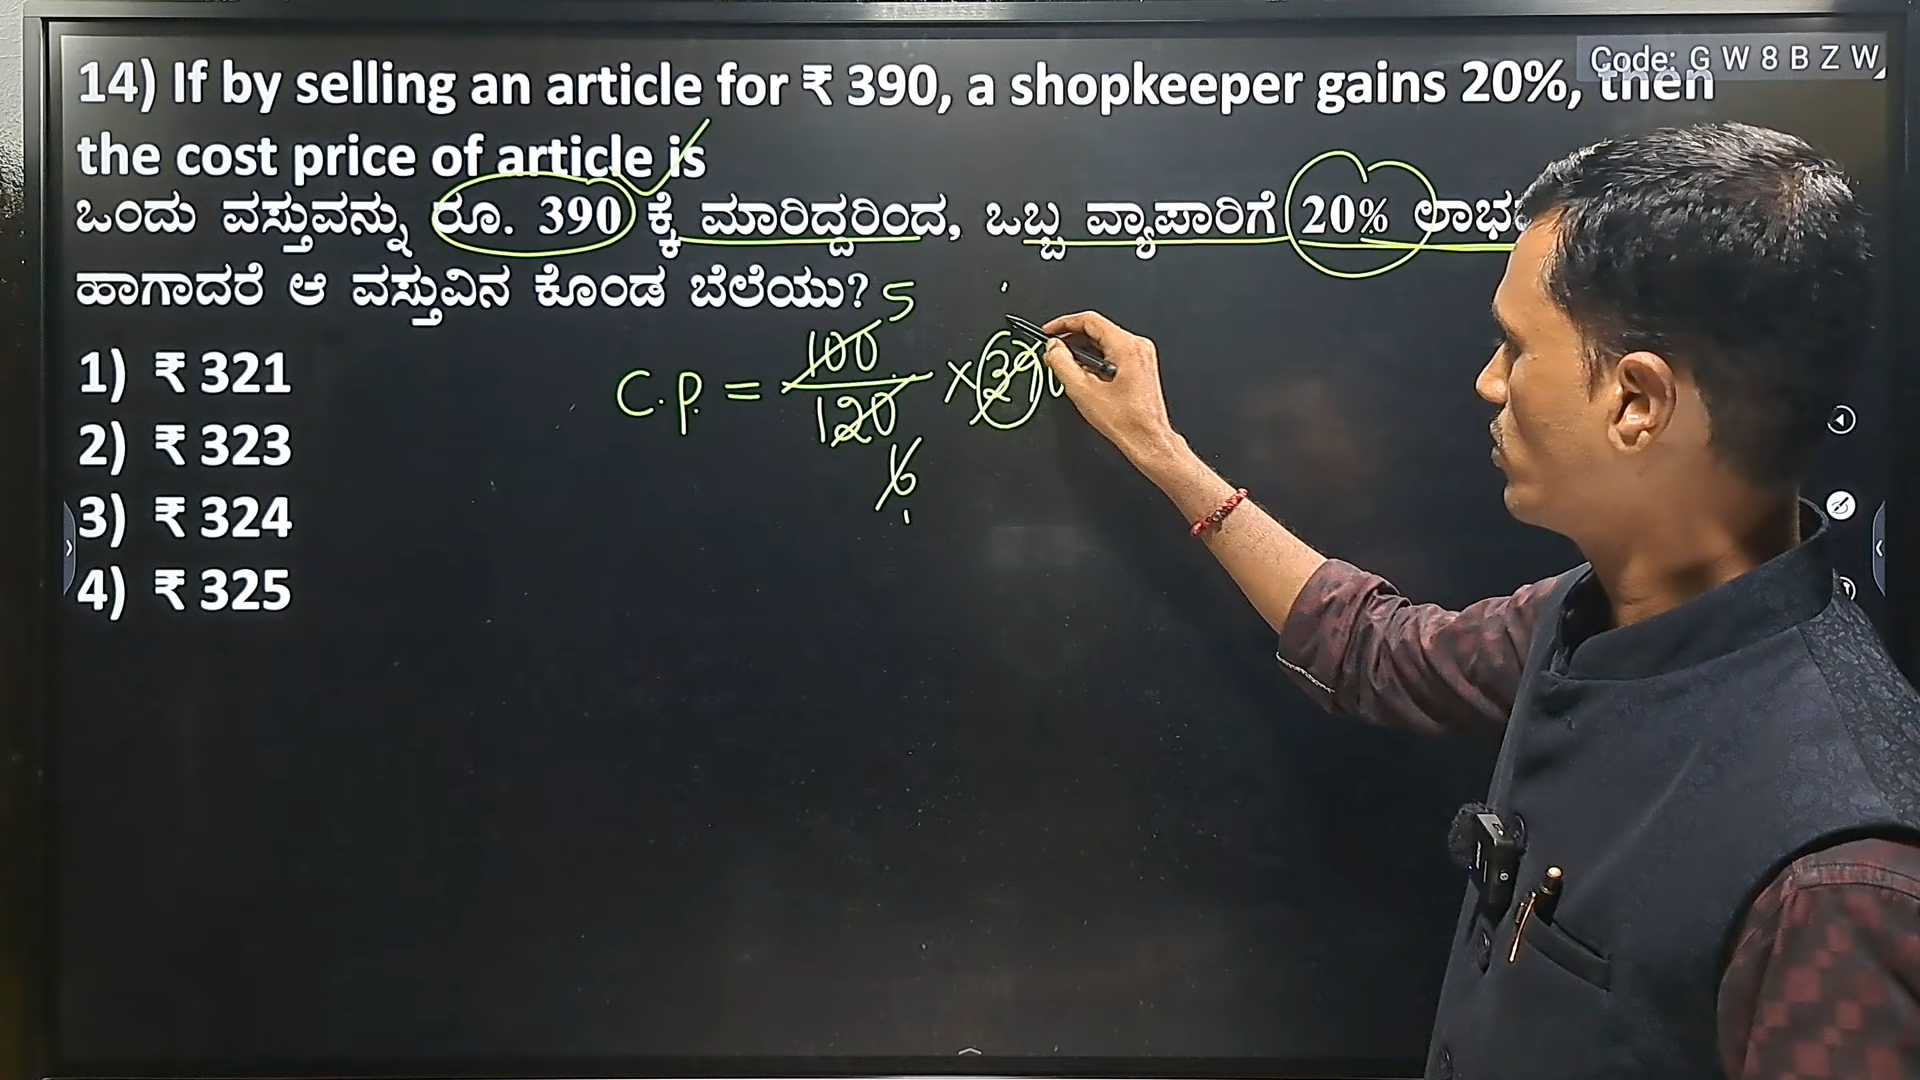 Code: G W 8 B Z W
14) If by selling an article for ₹ 390, a shopkeeper gains 20%, then
the cost price of article is
ಒಂದು ವಸ್ತುವನ್ನು ರೂ. 390 ಕ್ಕೆ ಮಾರಿದ್ದರಿಂದ, ಒಬ್ಬ ವ್ಯಾಪಾರಿಗೆ 20%
ಹಾಗಾದರೆ ಆ ವಸ್ತುವಿನ ಕೊಂಡ ಬೆಲೆಯು?
1) ₹ 321
2) ₹ 323
3) ₹ 324
4) ₹ 325
5
C.P. = 100/120 × 390
6